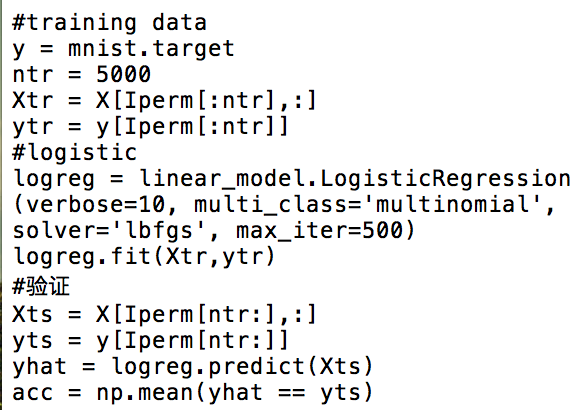 #training data
y = mnist.target
ntr = 5000
Xtr = X[Iperm[:ntr],:]
ytr = y[Iperm[:ntr]]
#logistic
logreg = linear_model.LogisticRegression
(verbose=10, multi_class='multinomial',
solver='lbfgs', max_iter=500)
logreg.fit(Xtr,ytr)
#验证
Xts = X[Iperm[ntr:],:]
yts = y[Iperm[ntr:]]
yhat = logreg.predict(Xts)
acc = np.mean(yhat == yts)